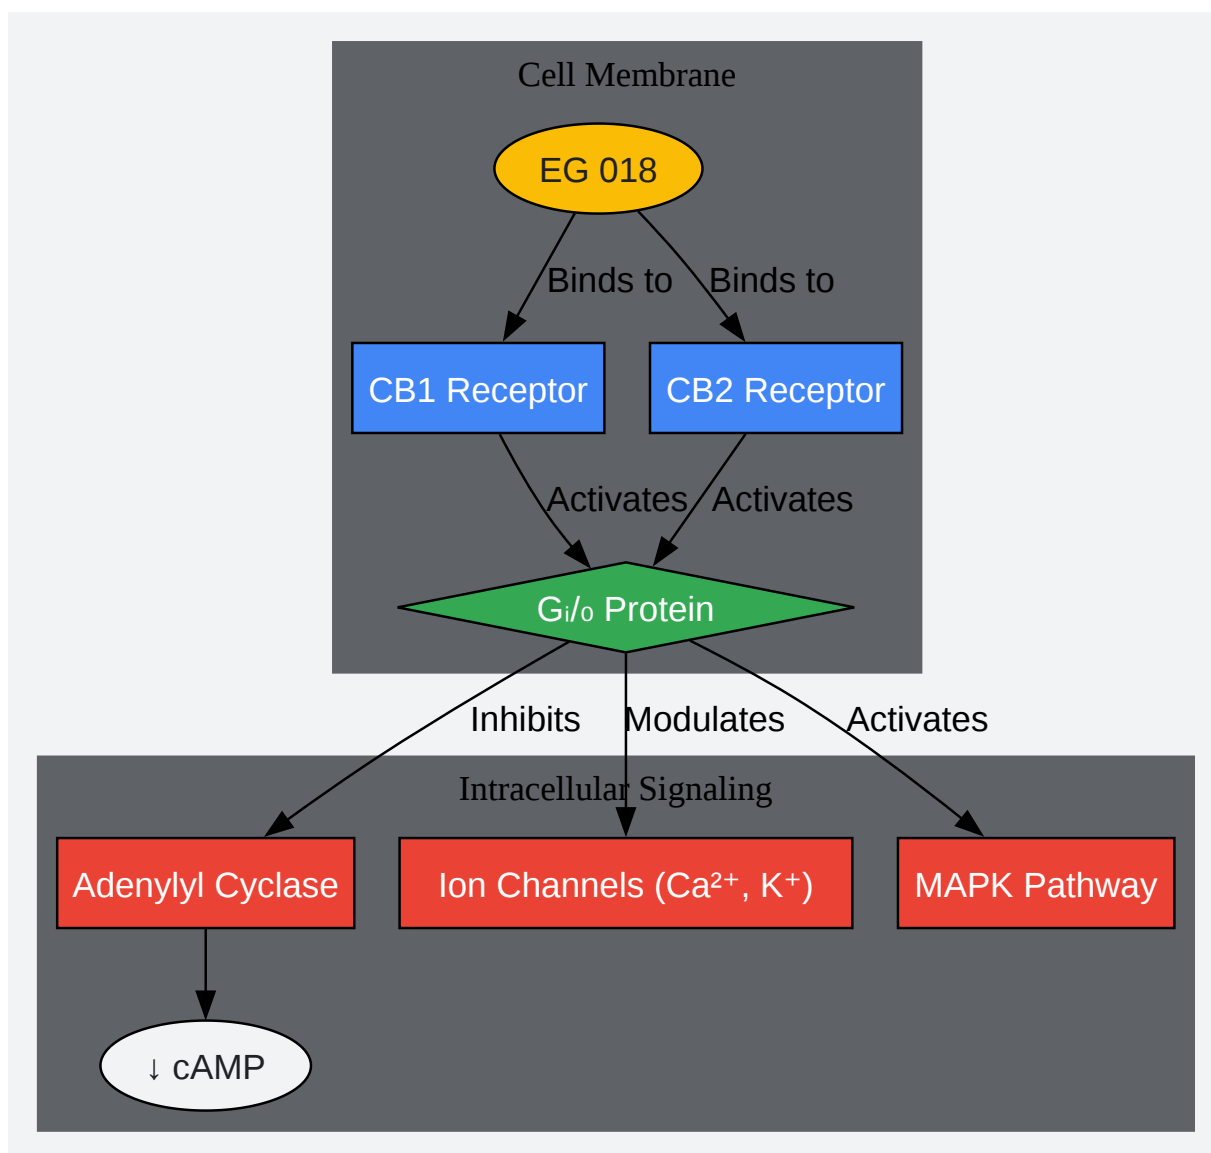 Cell Membrane
EG 018
Binds to
Binds to
CB1 Receptor
CB2 Receptor
Activates
Activates
Gᵢ/₀ Protein
Inhibits
Modulates
Activates
Intracellular Signaling
Adenylyl Cyclase
Ion Channels (Ca²⁺, K⁺)
MAPK Pathway
↓ cAMP